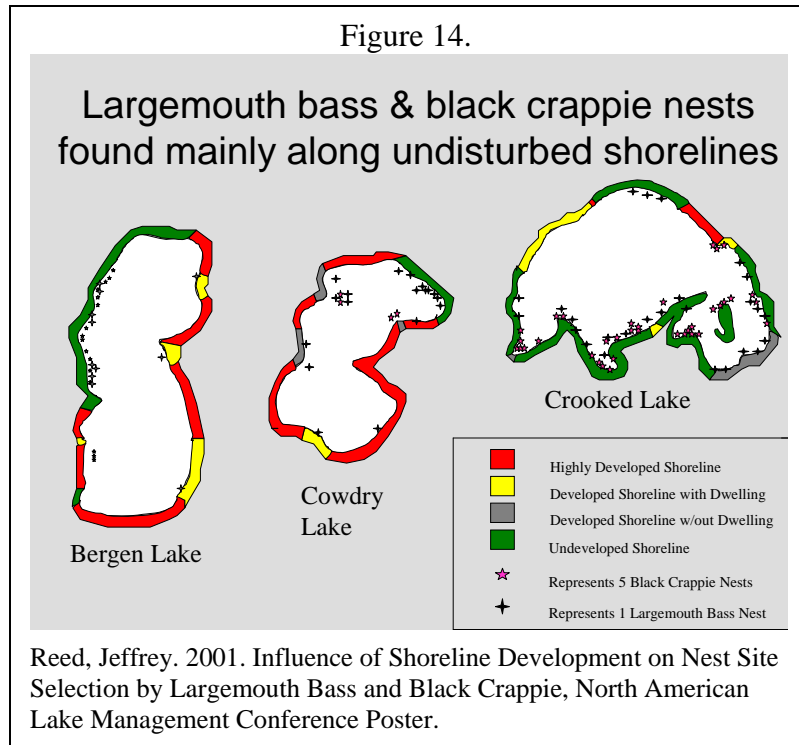 Figure 14.
Largemouth bass & black crappie nests
found mainly along undisturbed shorelines
Bergen Lake
Cowdry
Lake
Crooked Lake
Highly Developed Shoreline
Developed Shoreline with Dwelling
Developed Shoreline w/out Dwelling
Undeveloped Shoreline
Represents 5 Black Crappie Nests
Represents 1 Largemouth Bass Nest
Reed, Jeffrey. 2001. Influence of Shoreline Development on Nest Site
Selection by Largemouth Bass and Black Crappie, North American
Lake Management Conference Poster.